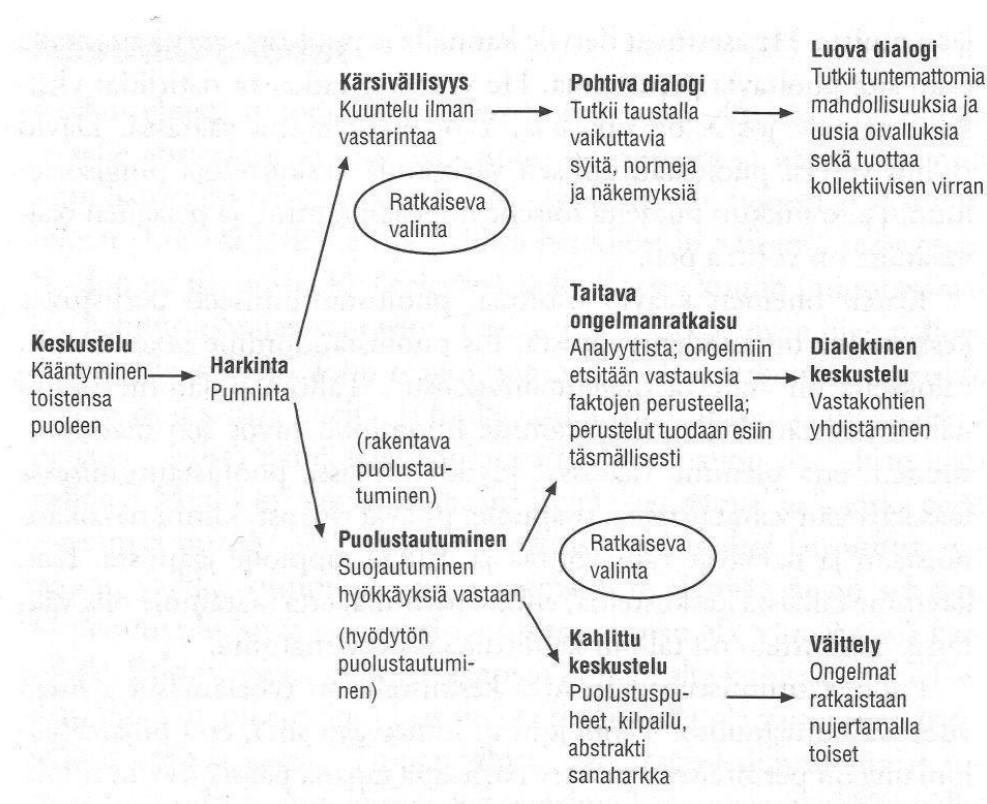 Kärsivällisyys
Kuuntelu ilman
vastarintaa
Pohtiva dialogi
Tutkii taustalla
vaikuttavia
syitä, normeja
ja näkemyksiä
Luova dialogi
Tutkii tuntemattomia
mahdollisuuksia ja
uusia oivalluksia
sekä tuottaa
kollektiivisen virran
Ratkaiseva
valinta
Keskustelu
Kääntyminen
toistensa
puoleen
Harkinta
Punninta
Taitava
ongelmanratkaisu
Analyyttista; ongelmiin
etsitään vastauksia
faktojen perusteella;
perustelut tuodaan esiin
täsmällisesti
Dialektinen
keskustelu
Vastakohtien
yhdistäminen
(rakentava
puolustau-
tuminen)
Puolustautuminen
Suojautuminen
hyökkäyksiä vastaan
(hyödytön
puolustautumi-
nen)
Ratkaiseva
valinta
Kahlittu
keskustelu
Puolustuspu-
heet, kilpailu,
abstrakti
sanaharkka
Väittely
Ongelmat
ratkaistaan
nujertamalla
toiset